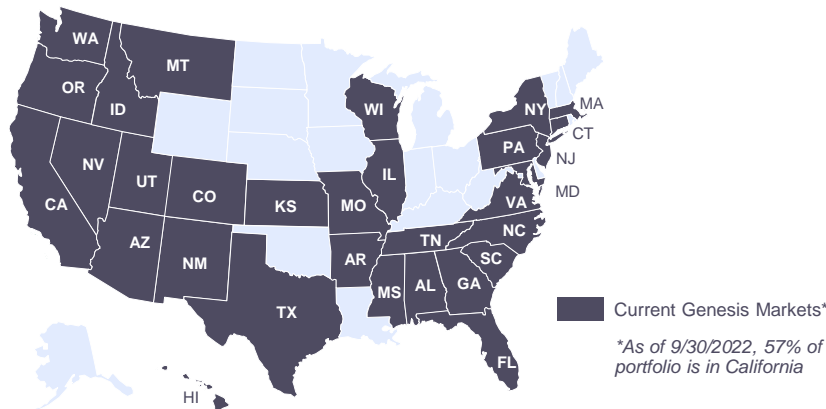 WA
MT
OR
ID
WI
NY
MA
CT
PA
NJ
NV
UT
CO
IL
MD
CA
KS
MO
VA
AZ
NM
TN
NC
AR
SC
MS
AL
GA
TX
Current Genesis Markets*
*As of 9/30/2022, 57% of
portfolio is in California
FL
HI